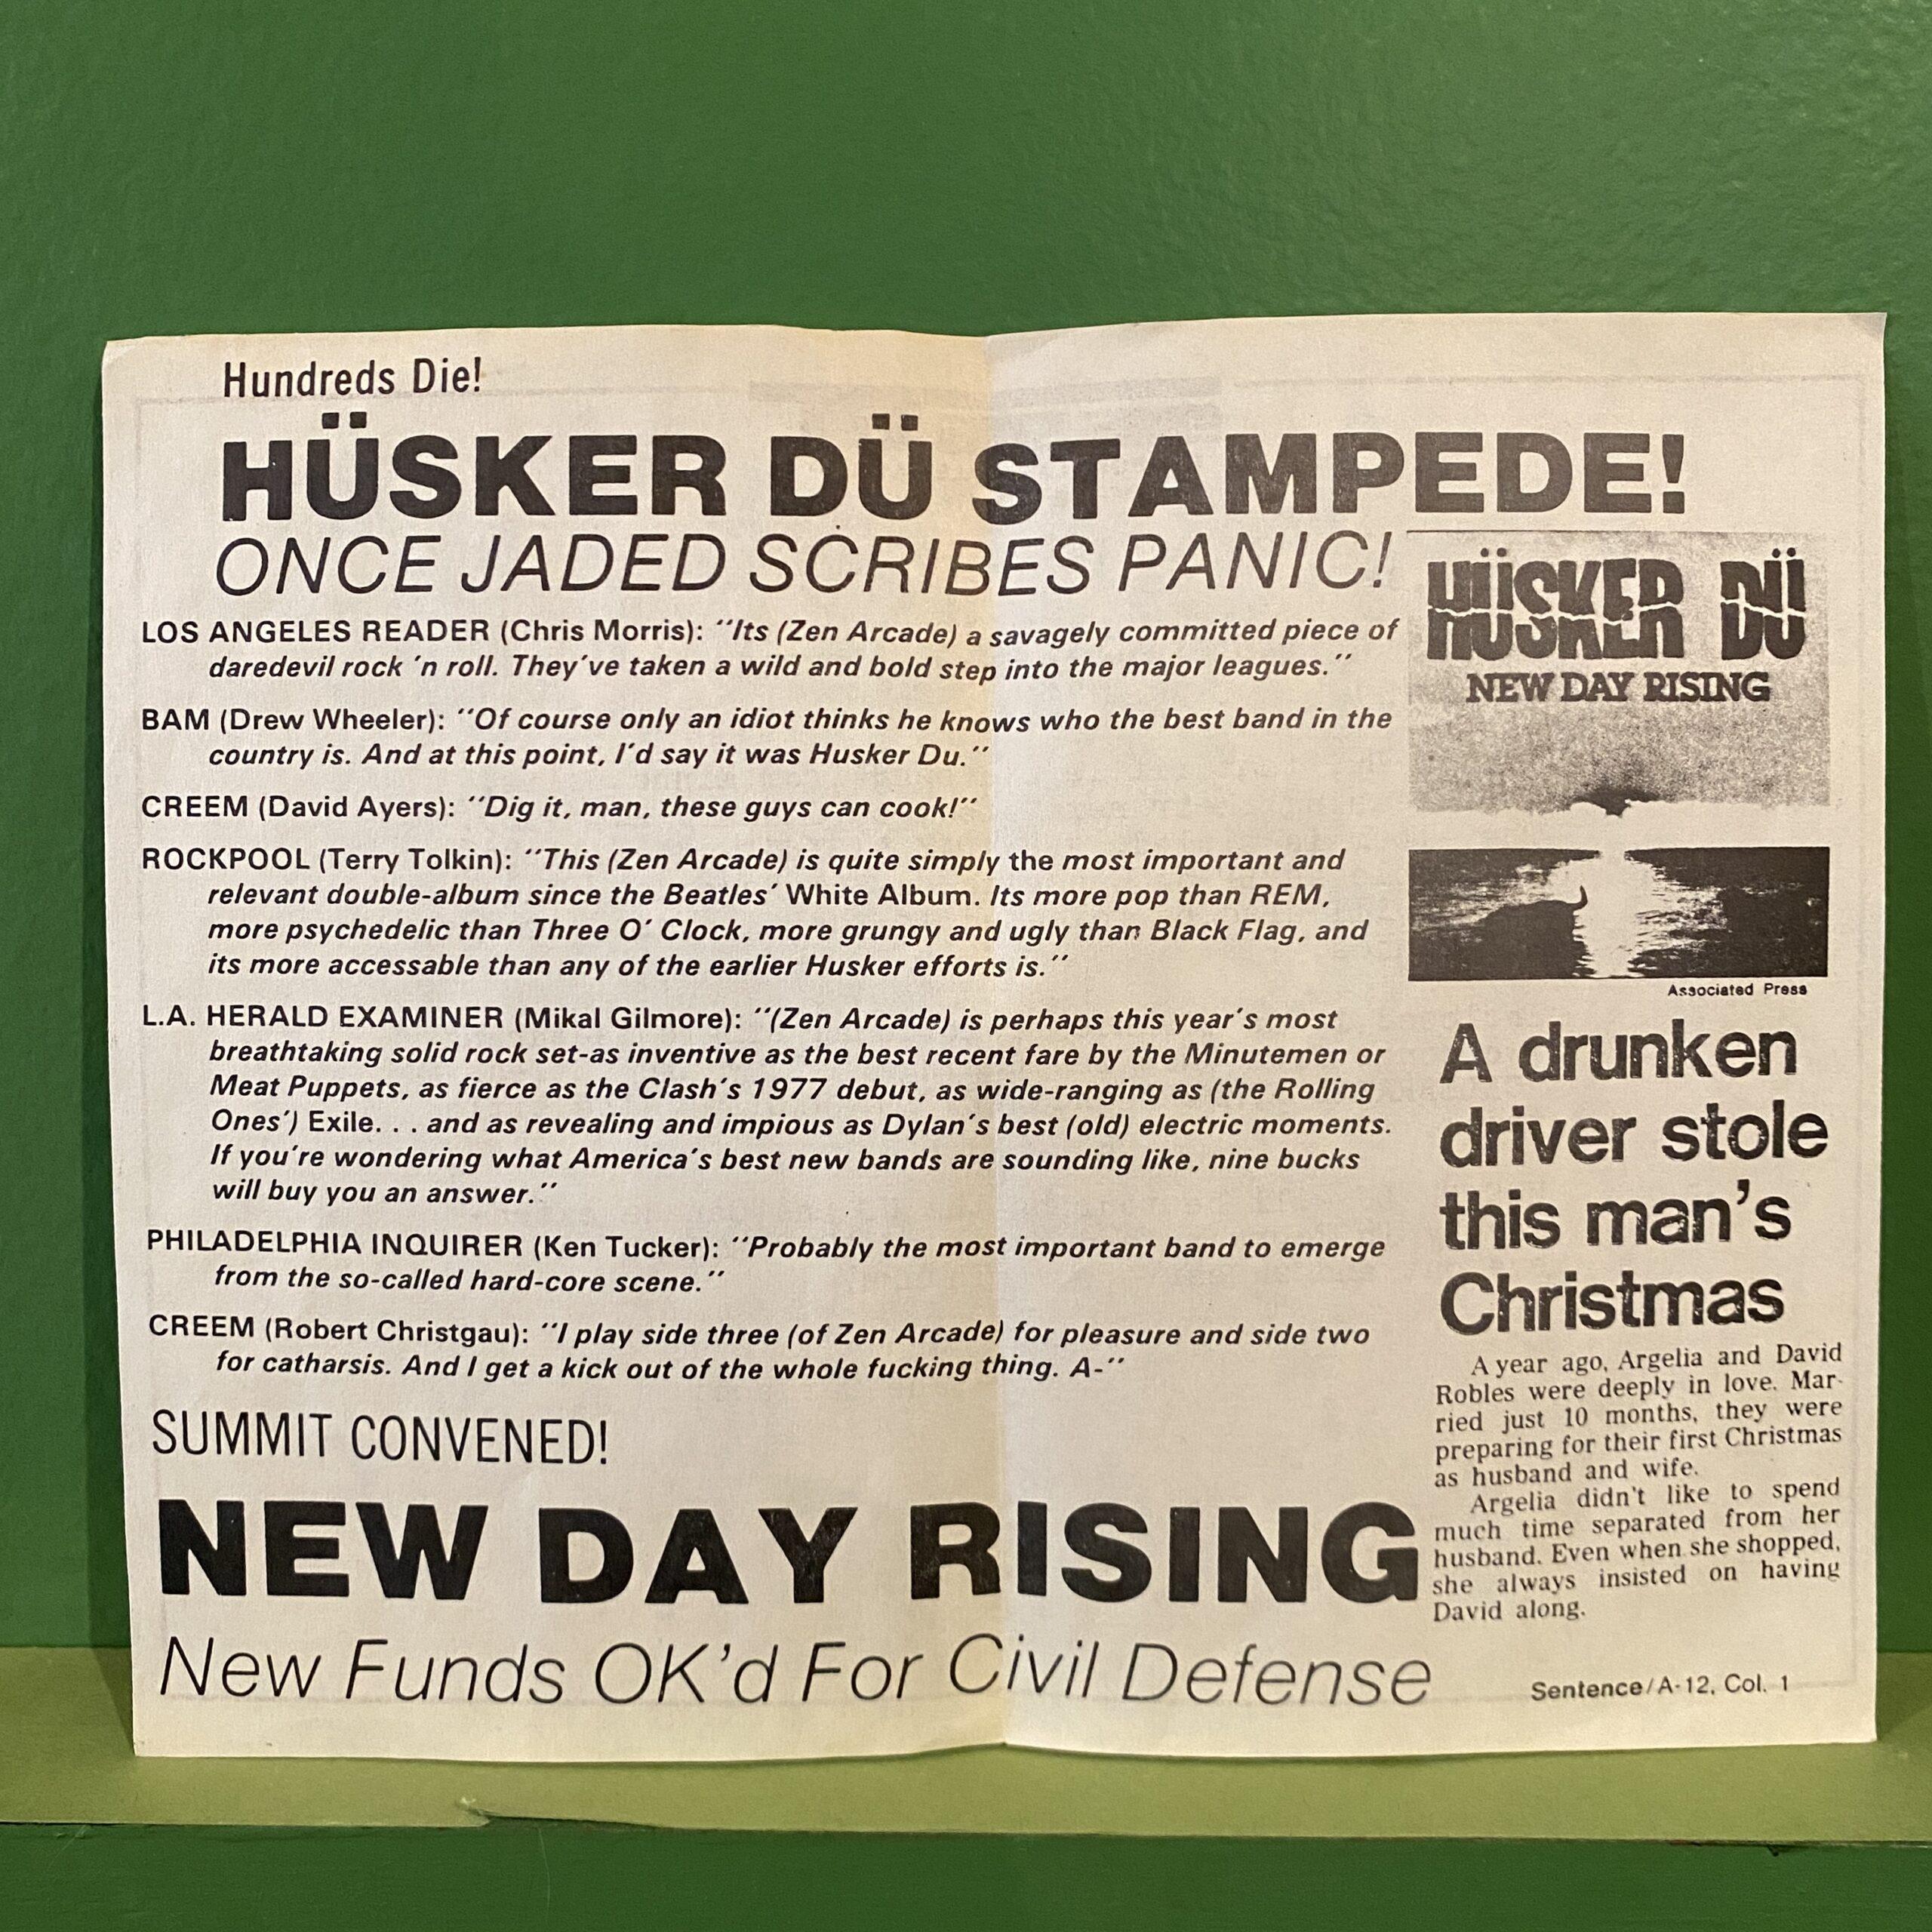 Hundreds Die!
HÜSKER DÜ STAMPEDE!
ONCE JADED SCRIBES PANIC!
LOS ANGELES READER (Chris Morris): ‘‘Its (Zen Arcade) a savagely committed piece of
daredevil rock ’n roll. They’ve taken a wild and bold step into the major leagues.’’
BAM (Drew Wheeler): ‘‘Of course only an idiot thinks he knows who the best band in the
country is. And at this point, I’d say it was Husker Du.’’
CREEM (David Ayers): ‘‘Dig it, man, these guys can cook!’’
ROCKPOOL (Terry Tolkin): ‘‘This (Zen Arcade) is quite simply the most important and
relevant double-album since the Beatles’ White Album. Its more pop than REM,
more psychedelic than Three O’ Clock, more grungy and ugly than Black Flag, and
its more accessable than any of the earlier Husker efforts is.’’
L.A. HERALD EXAMINER (Mikal Gilmore): ‘‘(Zen Arcade) is perhaps this year’s most
breathtaking solid rock set-as inventive as the best recent fare by the Minutemen or
Meat Puppets, as fierce as the Clash’s 1977 debut, as wide-ranging as (the Rolling
Ones’) Exile. . . and as revealing and impious as Dylan’s best (old) electric moments.
If you’re wondering what America’s best new bands are sounding like, nine bucks
will buy you an answer.’’
PHILADELPHIA INQUIRER (Ken Tucker): ‘‘Probably the most important band to emerge
from the so-called hard-core scene.’’
CREEM (Robert Christgau): ‘‘I play side three (of Zen Arcade) for pleasure and side two
for catharsis. And I get a kick out of the whole fucking thing. A-’’
SUMMIT CONVENED!
NEW DAY RISING
New Funds OK’d For Civil Defense
HÜSKER DÜ
NEW DAY RISING
Associated Press
A drunken
driver stole
this man’s
Christmas
A year ago, Argelia and David
Robles were deeply in love. Mar-
ried just 10 months, they were
preparing for their first Christmas
as husband and wife.
Argelia didn’t like to spend
much time separated from her
husband. Even when she shopped,
she always insisted on having
David along.
Sentence/A-12, Col. 1